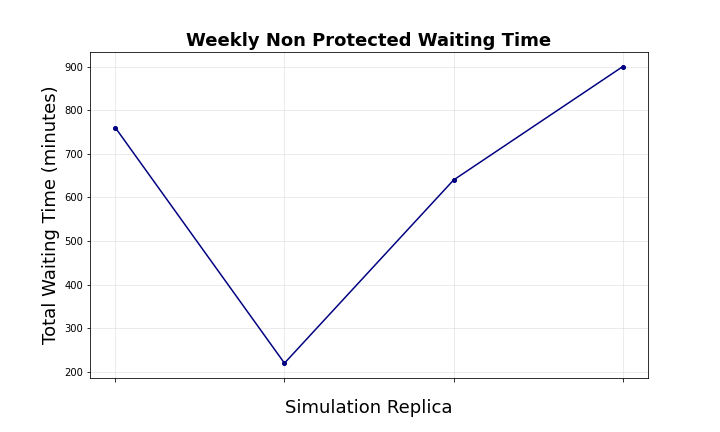 Weekly Non Protected Waiting Time
Total Waiting Time (minutes)
900
800
700
600
500
400
300
200
Simulation Replica